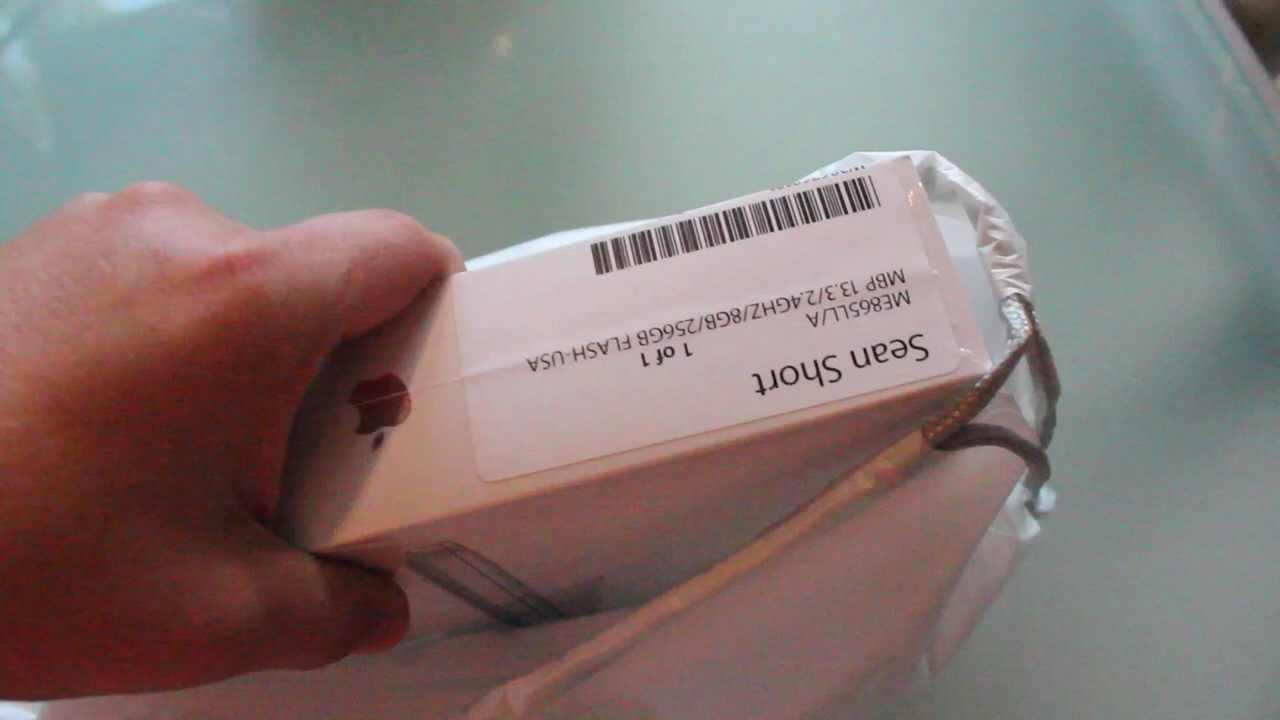 Sean Short
1 of 1
ME865LL/A
MBP 13.3/2.4GHZ/8GB/256GB FLASH-USA